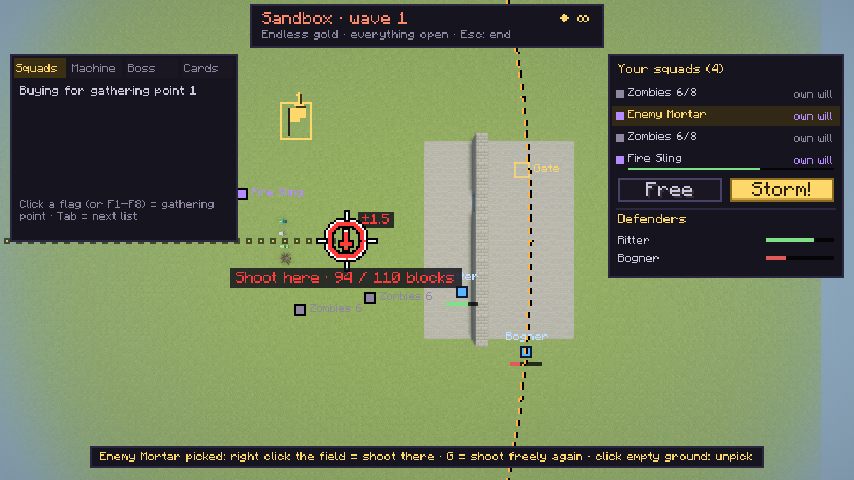 Sandbox · wave 1
Endless gold · everything open · Esc: end
Squads Machine Boss Cards
Buying for gathering point 1
Click a flag (or F1-F8) = gathering
point · Tab = next list
Your squads (4)
Zombies 6/8 own will
Enemy Mortar own will
Zombies 6/8 own will
Fire Sling own will
Free Storm!
Defenders
Ritter
Bogner
Gate
Fire Sling
±1.5
Shoot here · 94 / 110 blocks
Zombies 6
Zombies 6
Bogner
Enemy Mortar picked: right click the field = shoot there · G = shoot freely again · click empty ground: unpick